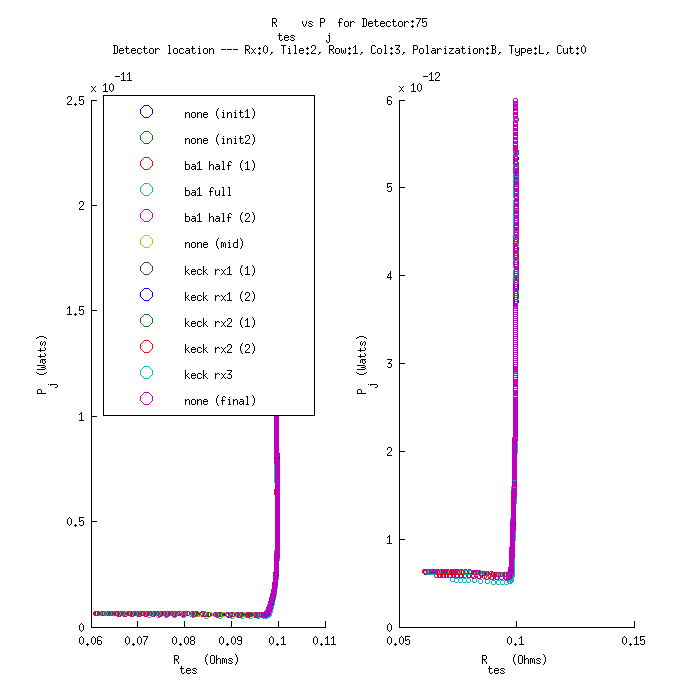 R tes vs P j for Detector:75
Detector location --- Rx:0, Tile:2, Row:1, Col:3, Polarization:B, Type:L, Cut:0
x 10 -11
2.5
2
1.5
1
0.5
0
P j (Watts)
0.06 0.07 0.08 0.09 0.1 0.11
R tes (Ohms)
none (init1)
none (init2)
ba1 half (1)
ba1 full
ba1 half (2)
none (mid)
keck rx1 (1)
keck rx1 (2)
keck rx2 (1)
keck rx2 (2)
keck rx3
none (final)
x 10 -12
6
5
4
3
2
1
0
P j (Watts)
0.05 0.1 0.15
R tes (Ohms)